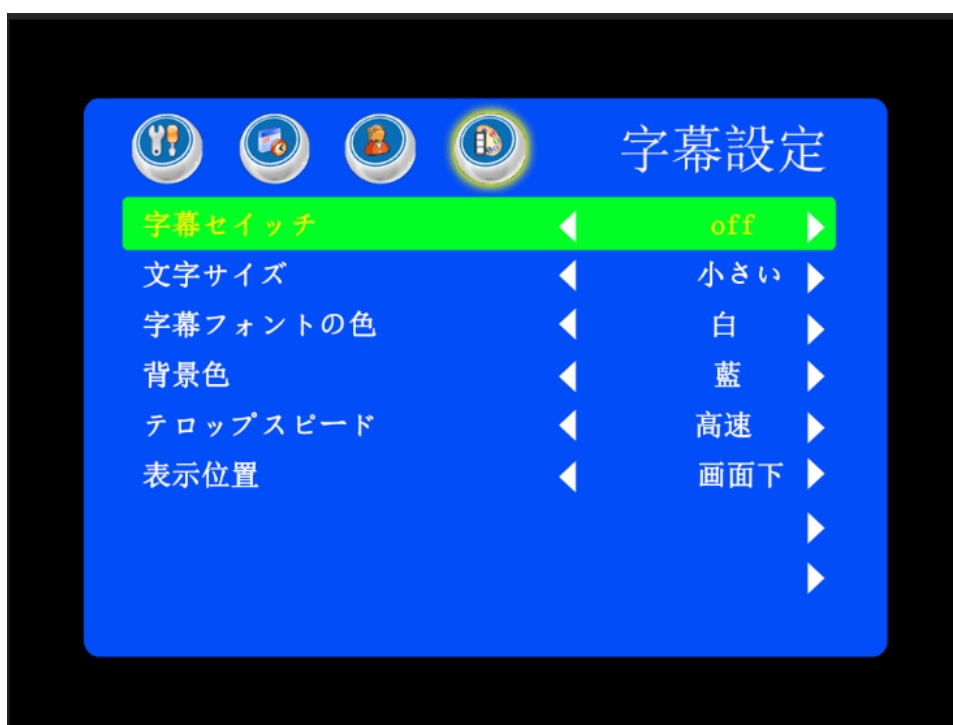 字幕設定
字幕セイッチ off
文字サイズ 小さい
字幕フォントの色 白
背景色 藍
テロップスピード 高速
表示位置 画面下